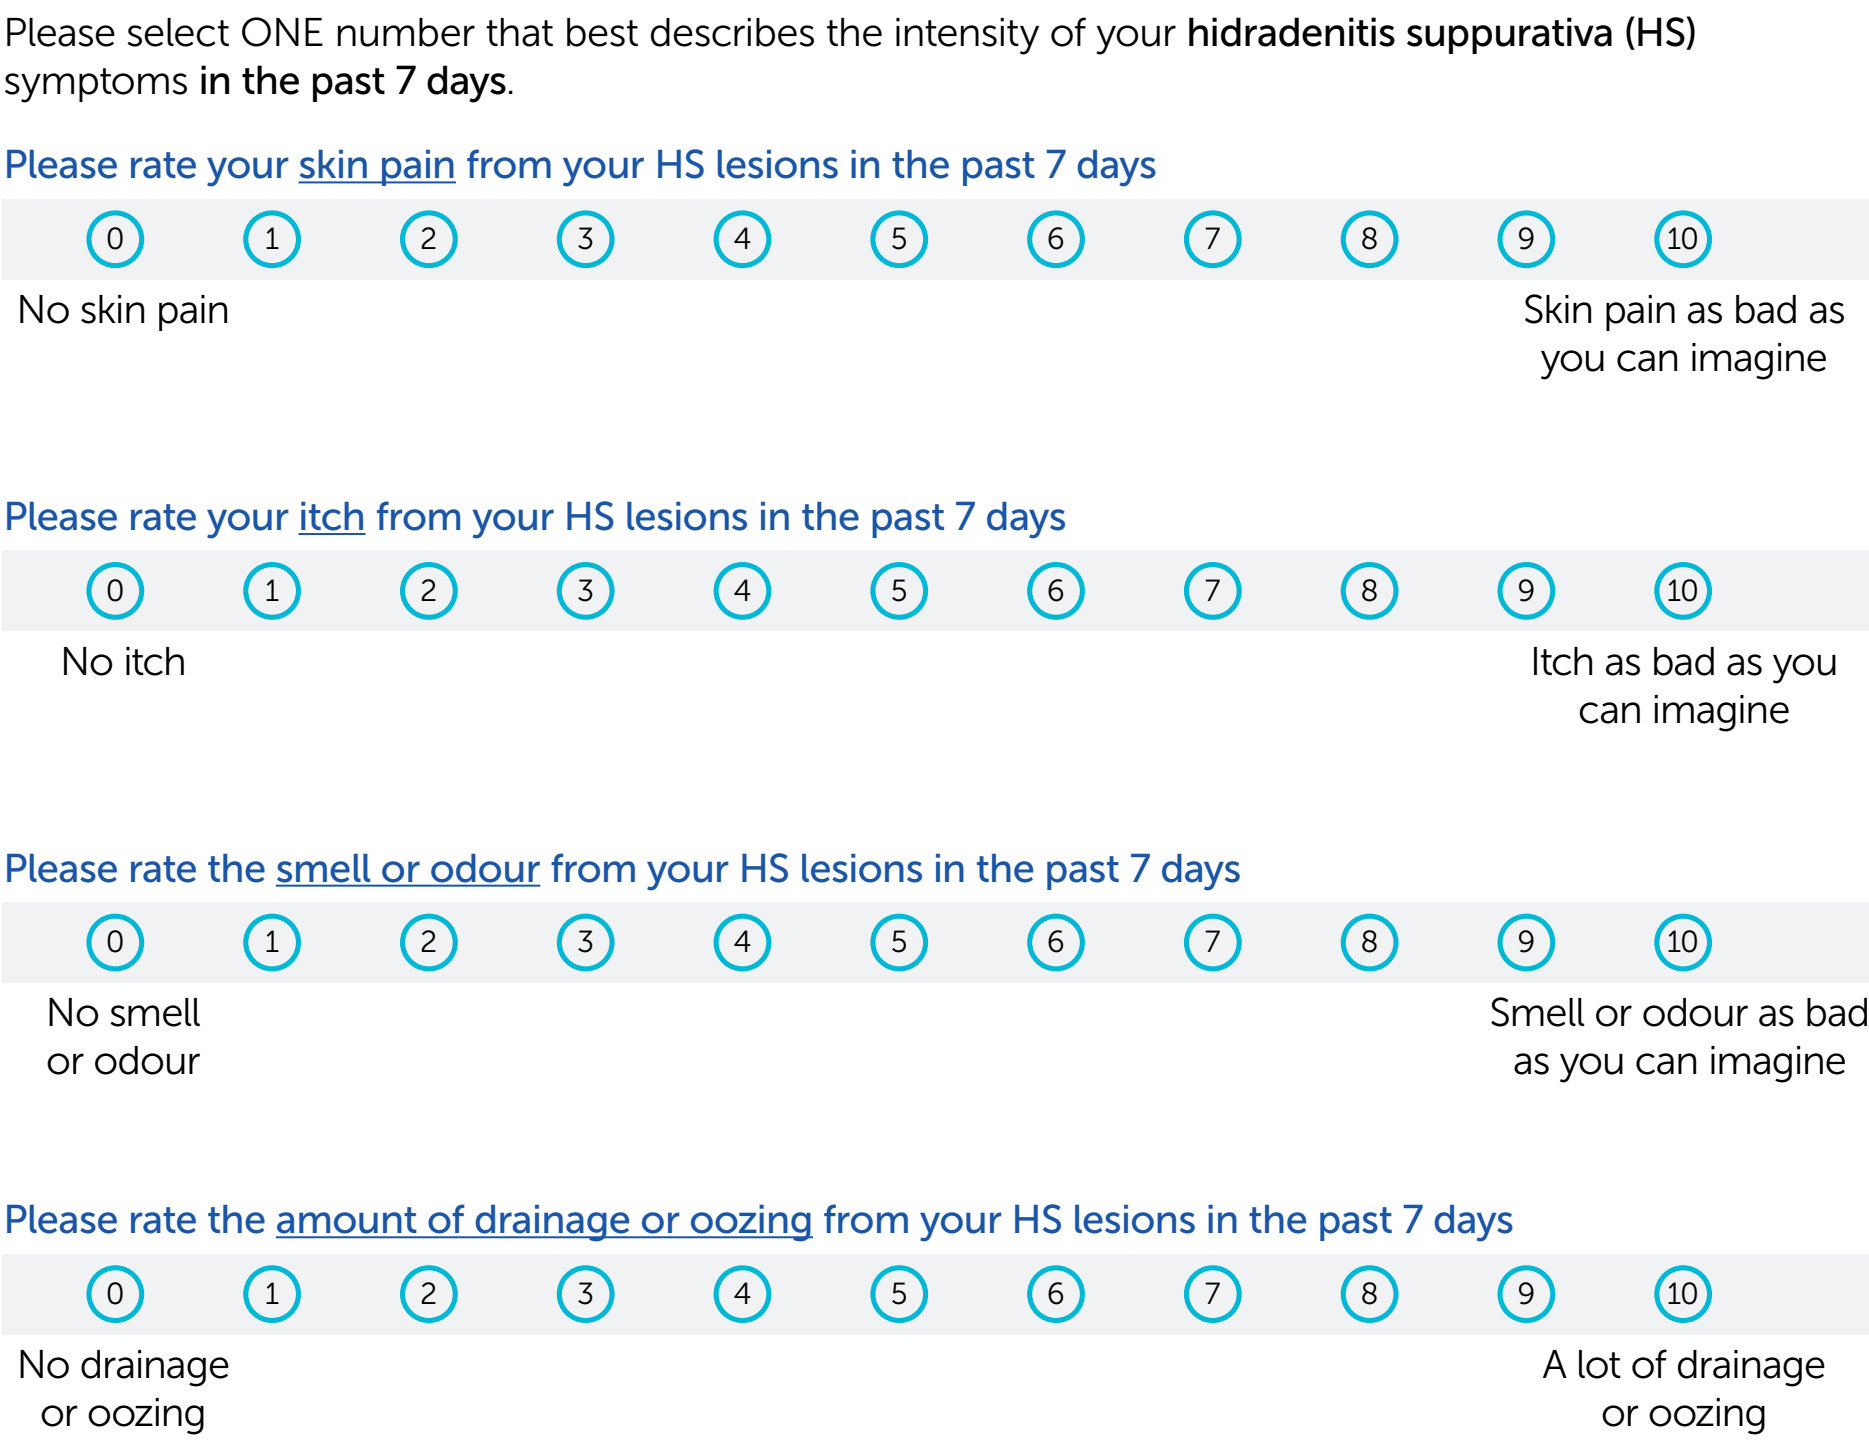 Please select ONE number that best describes the intensity of your hidradenitis suppurativa (HS)
symptoms in the past 7 days.
Please rate your skin pain from your HS lesions in the past 7 days
0 1 2 3 4 5 6 7 8 9 10
No skin pain
Skin pain as bad as
you can imagine
Please rate your itch from your HS lesions in the past 7 days
0 1 2 3 4 5 6 7 8 9 10
No itch
Itch as bad as you
can imagine
Please rate the smell or odour from your HS lesions in the past 7 days
0 1 2 3 4 5 6 7 8 9 10
No smell
or odour
Smell or odour as bad
as you can imagine
Please rate the amount of drainage or oozing from your HS lesions in the past 7 days
0 1 2 3 4 5 6 7 8 9 10
No drainage
or oozing
A lot of drainage
or oozing